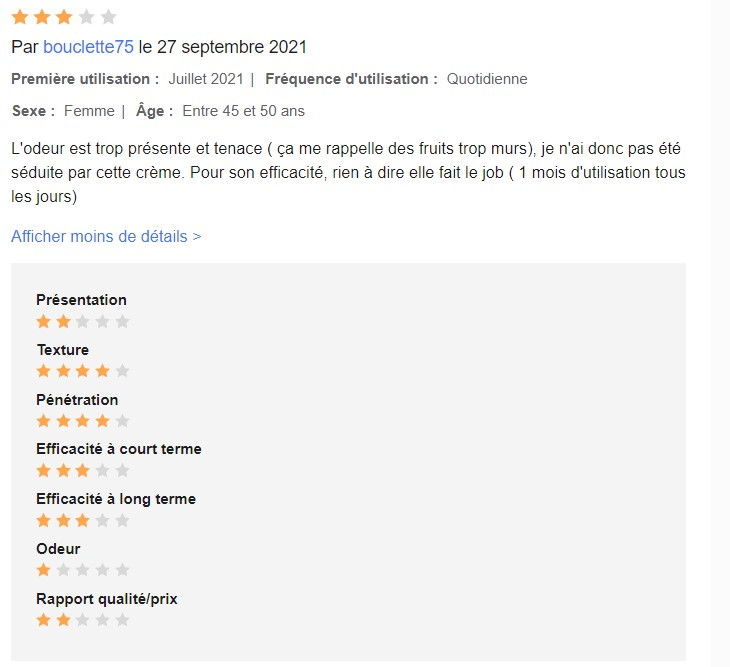 Par bouclette75 le 27 septembre 2021
Première utilisation : Juillet 2021 | Fréquence d'utilisation : Quotidienne
Sexe : Femme | Âge : Entre 45 et 50 ans
L'odeur est trop présente et tenace ( ça me rappelle des fruits trop murs), je n'ai donc pas été
séduite par cette crème. Pour son efficacité, rien à dire elle fait le job ( 1 mois d'utilisation tous
les jours)
Afficher moins de détails >
Présentation
Texture
Pénétration
Efficacité à court terme
Efficacité à long terme
Odeur
Rapport qualité/prix